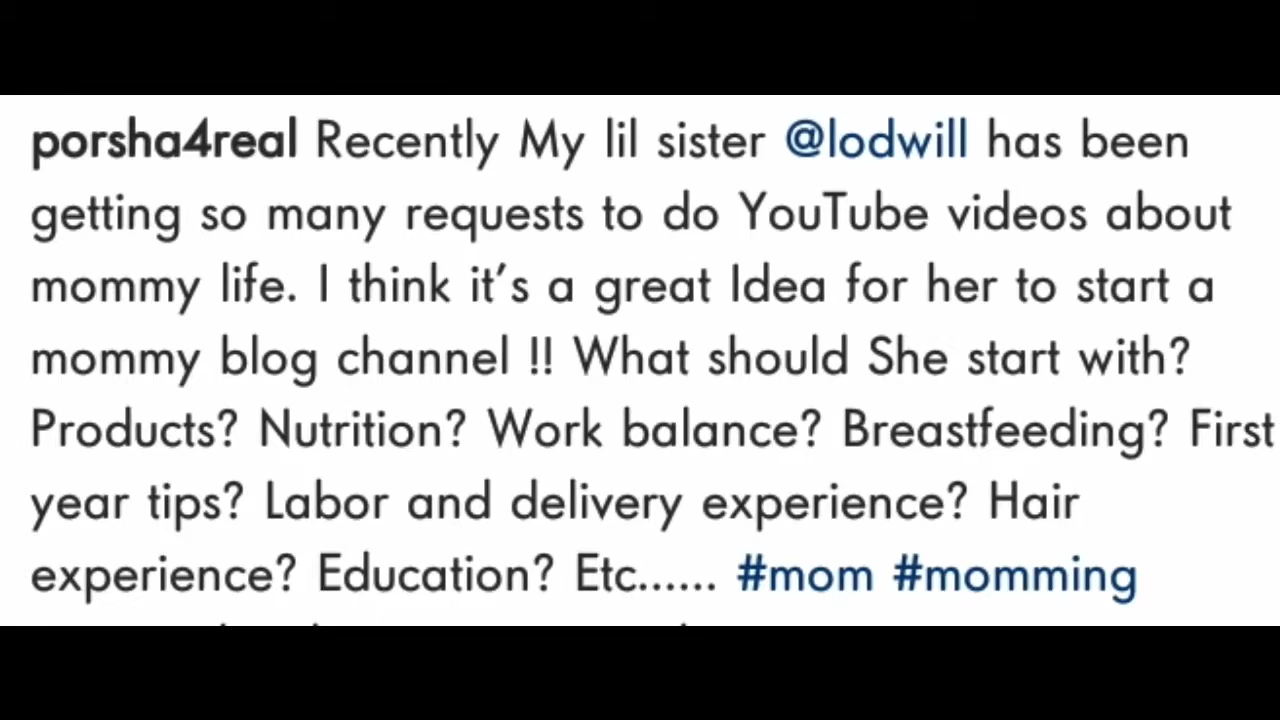 porsha4real Recently My lil sister @lodwill has been
getting so many requests to do YouTube videos about
mommy life. I think it's a great Idea for her to start a
mommy blog channel !! What should She start with?
Products? Nutrition? Work balance? Breastfeeding? First
year tips? Labor and delivery experience? Hair
experience? Education? Etc...... #mom #momming